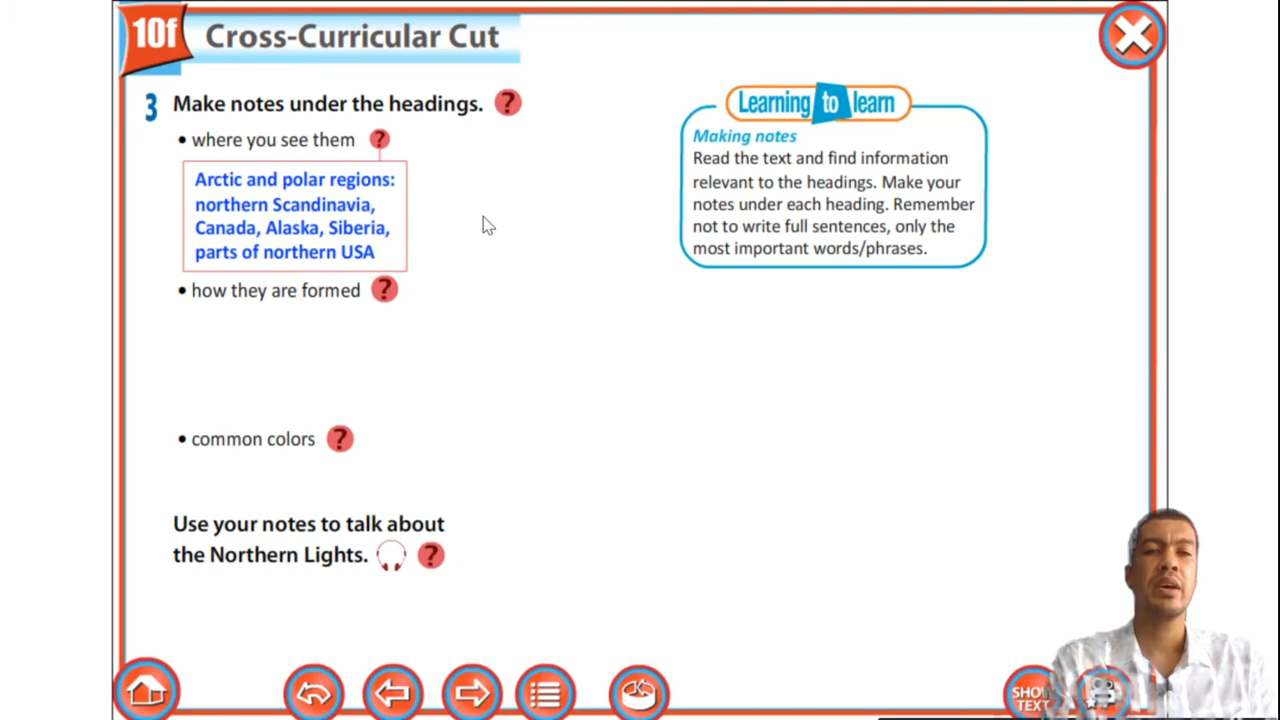 10f
Cross-Curricular Cut
3 Make notes under the headings. ?
• where you see them ?
Arctic and polar regions:
northern Scandinavia,
Canada, Alaska, Siberia,
parts of northern USA
• how they are formed ?
• common colors ?
Use your notes to talk about
the Northern Lights. ?
Learning to learn
Making notes
Read the text and find information
relevant to the headings. Make your
notes under each heading. Remember
not to write full sentences, only the
most important words/phrases.
SHOW
TEXT